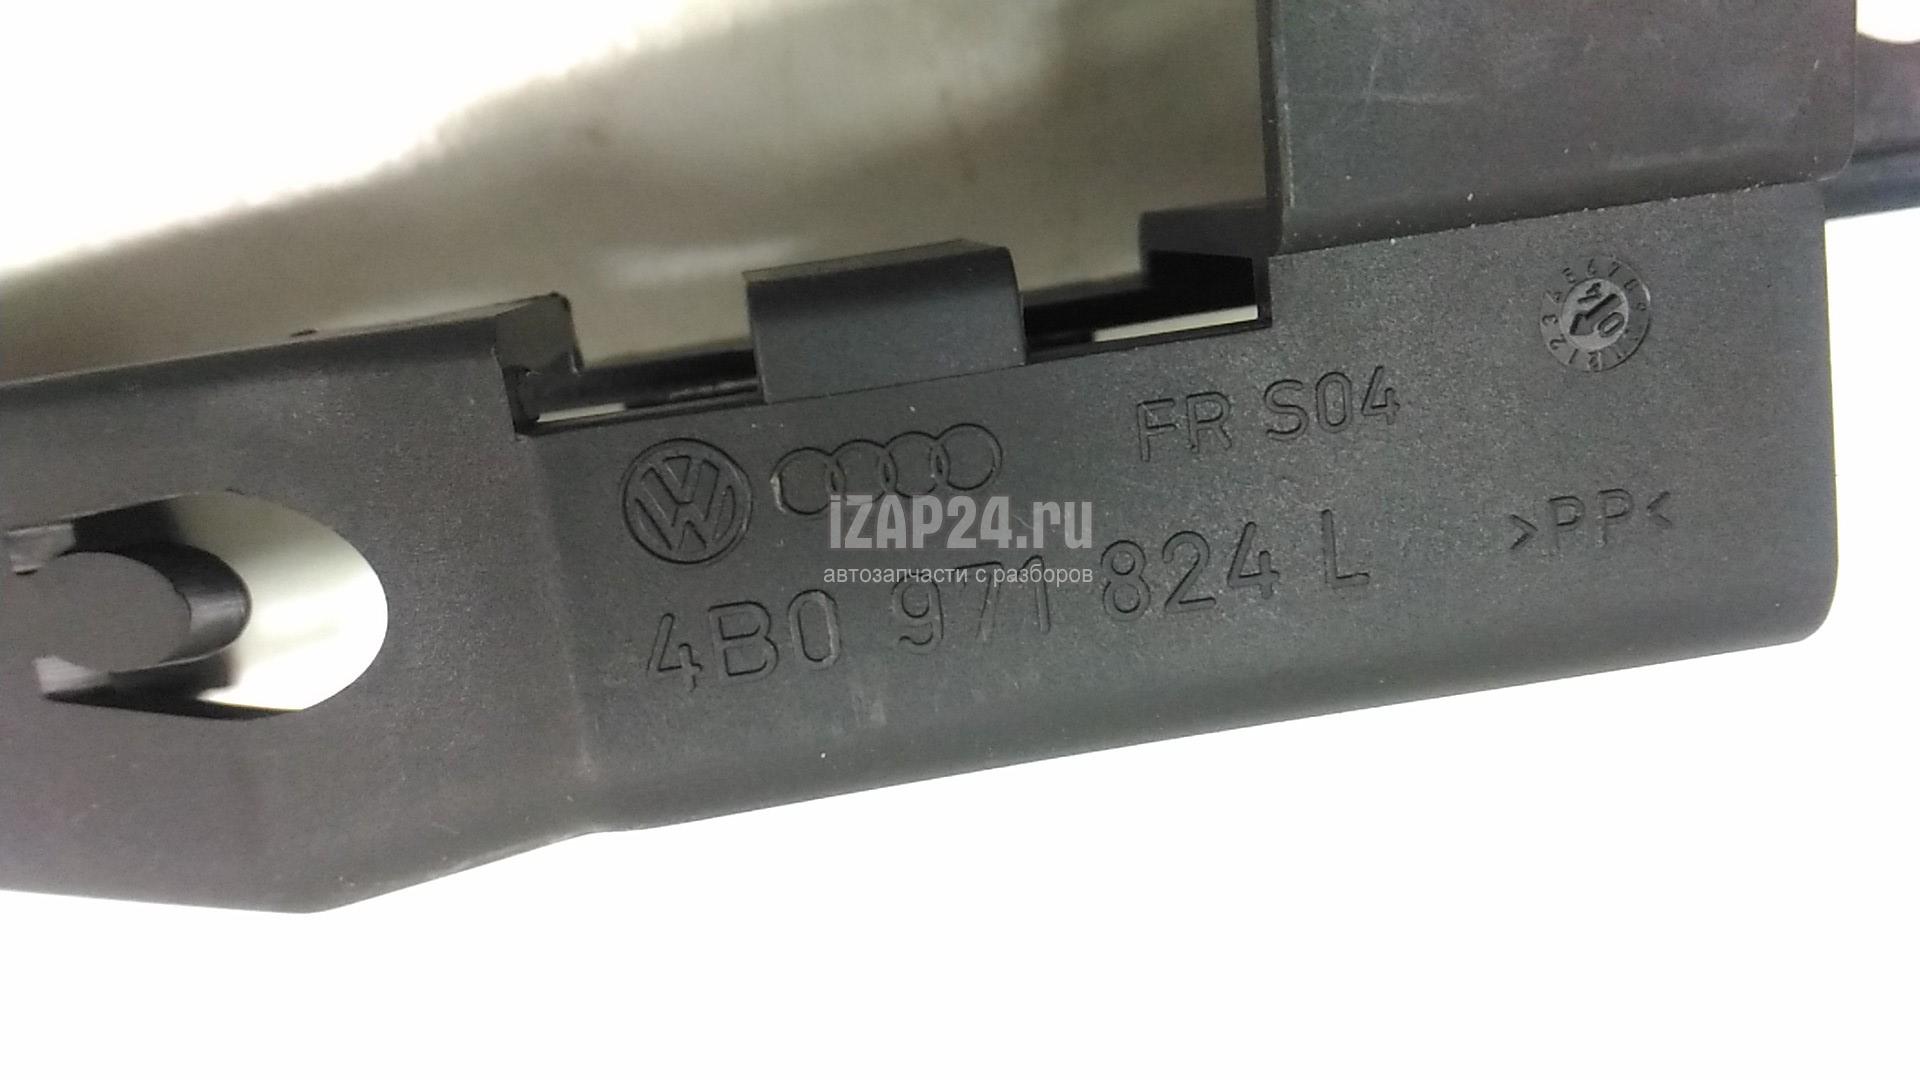 FR S04
>PP<
iZAP24.ru
автозапчасти с разборов
4B0 971 824 L